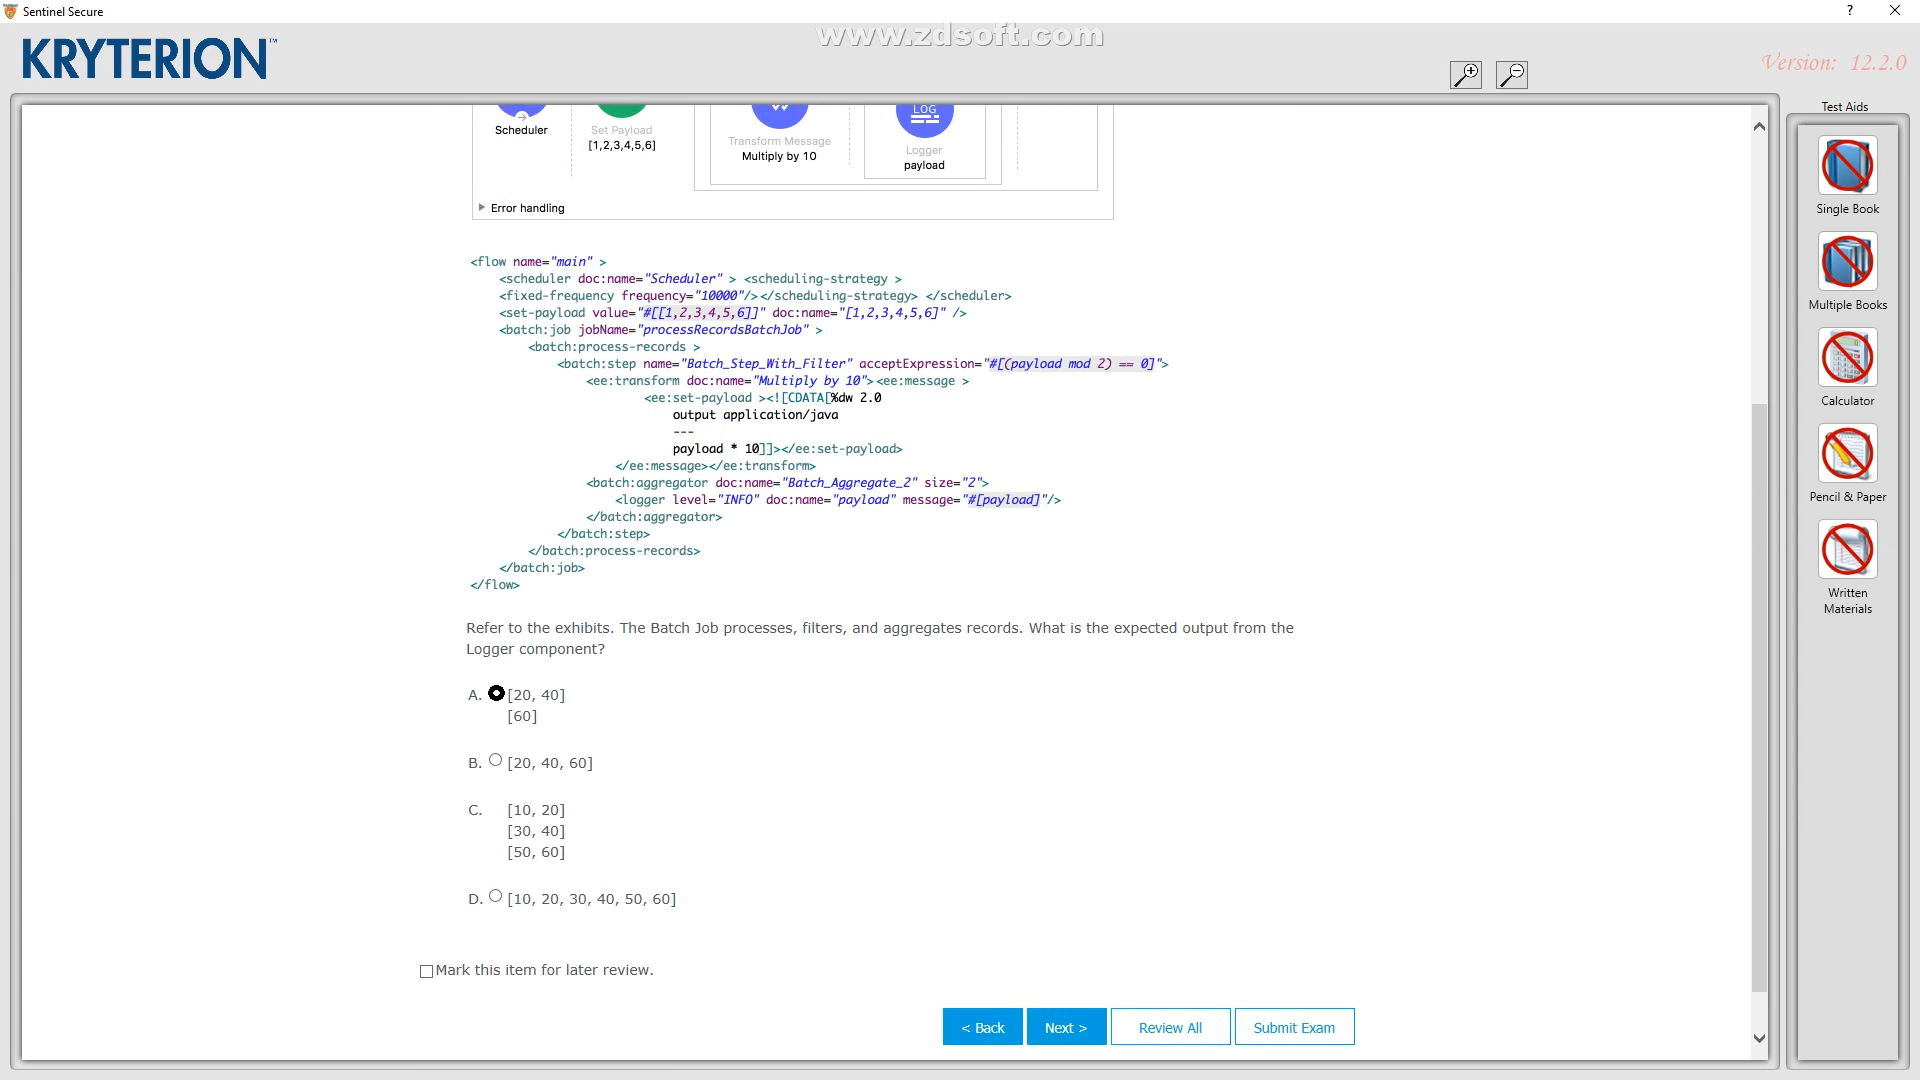 Sentinel Secure
?
www.zdsoft.com
KRYTERION™
Version: 12.2.0
Test Aids
Scheduler
Set Payload
[1,2,3,4,5,6]
Transform Message
Multiply by 10
LOG
Logger
payload
Error handling
<flow name="main" >
<scheduler doc:name="Scheduler" > <scheduling-strategy >
<fixed-frequency frequency="10000"/></scheduling-strategy> </scheduler>
<set-payload value="#[[1,2,3,4,5,6]]" doc:name="[1,2,3,4,5,6]" />
<batch:job jobName="processRecordsBatchJob" >
<batch:process-records >
<batch:step name="Batch_Step_With_Filter" acceptExpression="#[(payload mod 2) == 0]">
<ee:transform doc:name="Multiply by 10"><ee:message >
<ee:set-payload ><![CDATA[%dw 2.0
output application/java
---
payload * 10]]></ee:set-payload>
</ee:message></ee:transform>
<batch:aggregator doc:name="Batch_Aggregate_2" size="2">
<logger level="INFO" doc:name="payload" message="#[payload]"/>
</batch:aggregator>
</batch:step>
</batch:process-records>
</batch:job>
</flow>
Refer to the exhibits. The Batch Job processes, filters, and aggregates records. What is the expected output from the
Logger component?
A. [20, 40]
[60]
B. [20, 40, 60]
C. [10, 20]
[30, 40]
[50, 60]
D. [10, 20, 30, 40, 50, 60]
Mark this item for later review.
< Back
Next >
Review All
Submit Exam
Single Book
Multiple Books
Calculator
Pencil & Paper
Written
Materials